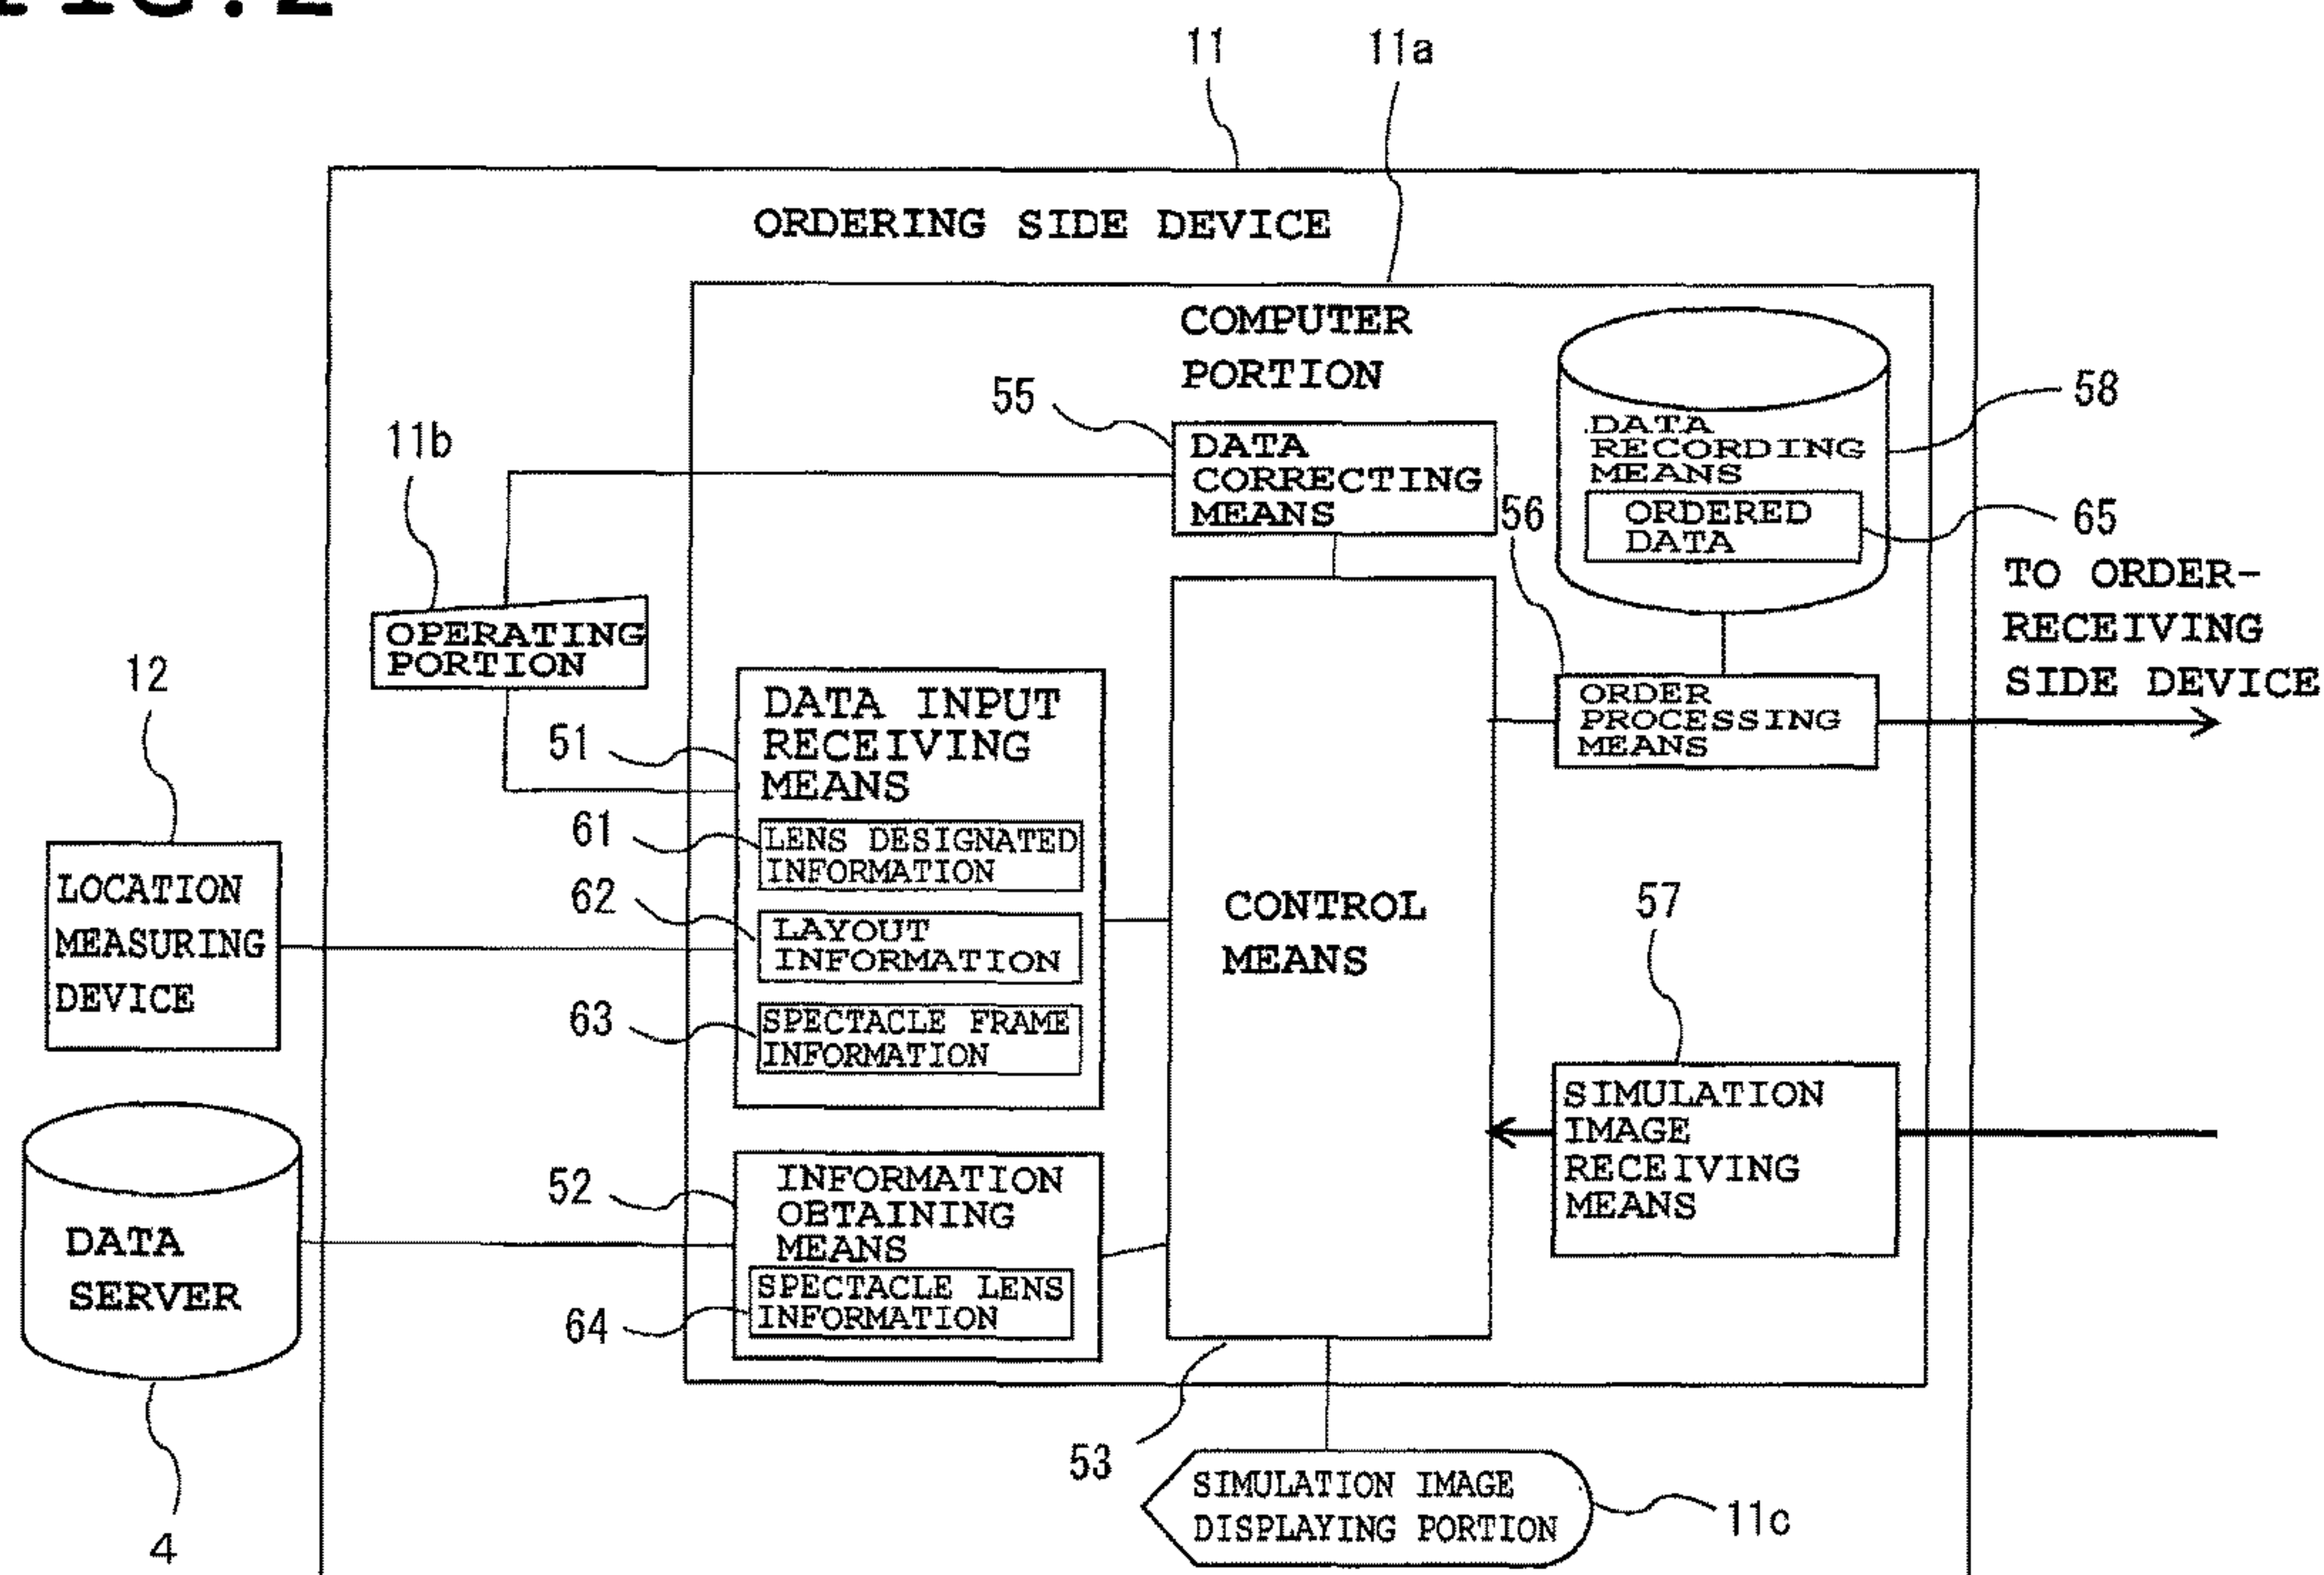 FIG.2
11
11a
ORDERING SIDE DEVICE
COMPUTER
PORTION
55
DATA
CORRECTING
MEANS
.DATA
RECORDING
MEANS
58
ORDERED
DATA
65
56
11b
OPERATING
PORTION
TO ORDER-
RECEIVING
SIDE DEVICE
ORDER
PROCESSING
MEANS
12
LOCATION
MEASURING
DEVICE
51
DATA INPUT
RECEIVING
MEANS
61
LENS DESIGNATED
INFORMATION
62
LAYOUT
INFORMATION
63
SPECTACLE FRAME
INFORMATION
CONTROL
MEANS
57
SIMULATION
IMAGE
RECEIVING
MEANS
52
INFORMATION
OBTAINING
MEANS
64
SPECTACLE LENS
INFORMATION
DATA
SERVER
4
53
SIMULATION IMAGE
DISPLAYING PORTION
11c